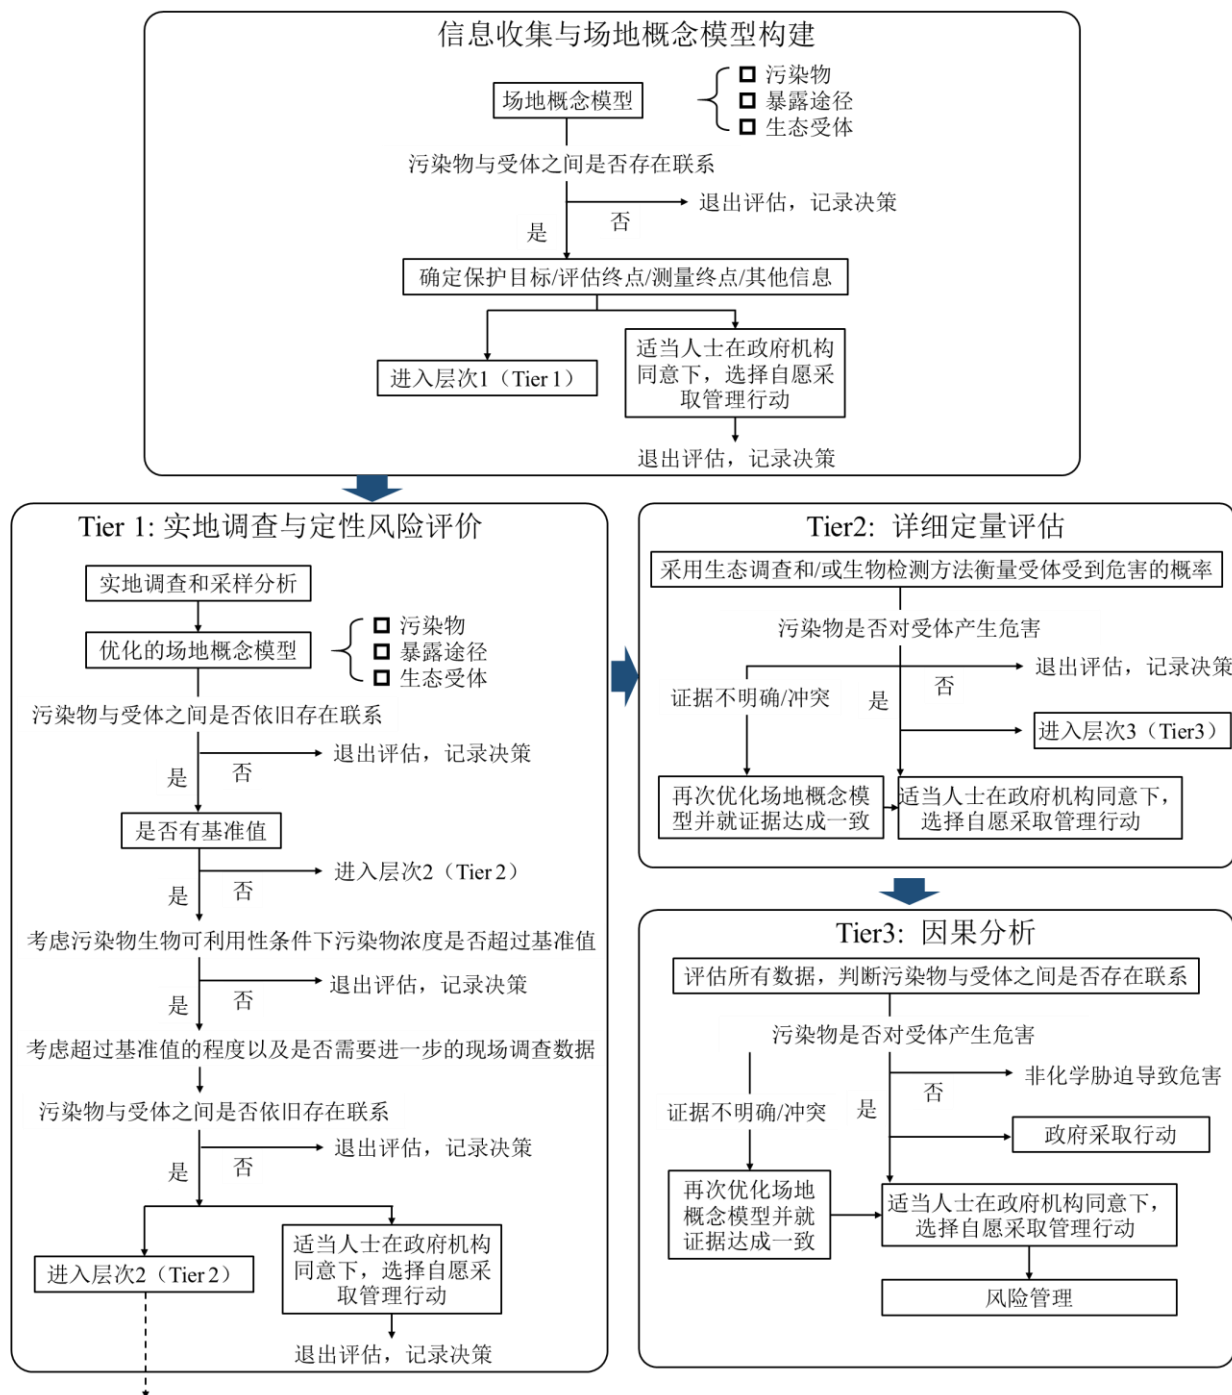 信息收集与场地概念模型构建
场地概念模型
污染物
暴露途径
生态受体
污染物与受体之间是否存在联系
否
退出评估，记录决策
是
确定保护目标/评估终点/测量终点/其他信息
进入层次1（Tier 1）
适当人士在政府机构
同意下，选择自愿采
取管理行动
退出评估，记录决策
Tier 1: 实地调查与定性风险评价
实地调查和采样分析
优化的场地概念模型
污染物
暴露途径
生态受体
污染物与受体之间是否依旧存在联系
否
退出评估，记录决策
是
是否有基准值
否
进入层次2（Tier 2）
是
考虑污染物生物可利用性条件下污染物浓度是否超过基准值
否
退出评估，记录决策
是
考虑超过基准值的程度以及是否需要进一步的现场调查数据
污染物与受体之间是否依旧存在联系
否
退出评估，记录决策
是
进入层次2（Tier 2）
适当人士在政府机构
同意下，选择自愿采
取管理行动
退出评估，记录决策
Tier2: 详细定量评估
采用生态调查和/或生物检测方法衡量受体受到危害的概率
污染物是否对受体产生危害
退出评估，记录决策
否
证据不明确/冲突
是
进入层次3（Tier3）
再次优化场地概念模
型并就证据达成一致
适当人士在政府机构同意下，
选择自愿采取管理行动
Tier3: 因果分析
评估所有数据，判断污染物与受体之间是否存在联系
污染物是否对受体产生危害
否
非化学胁迫导致危害
证据不明确/冲突
是
政府采取行动
再次优化场地
概念模型并就
证据达成一致
适当人士在政府机构同意下，
选择自愿采取管理行动
风险管理